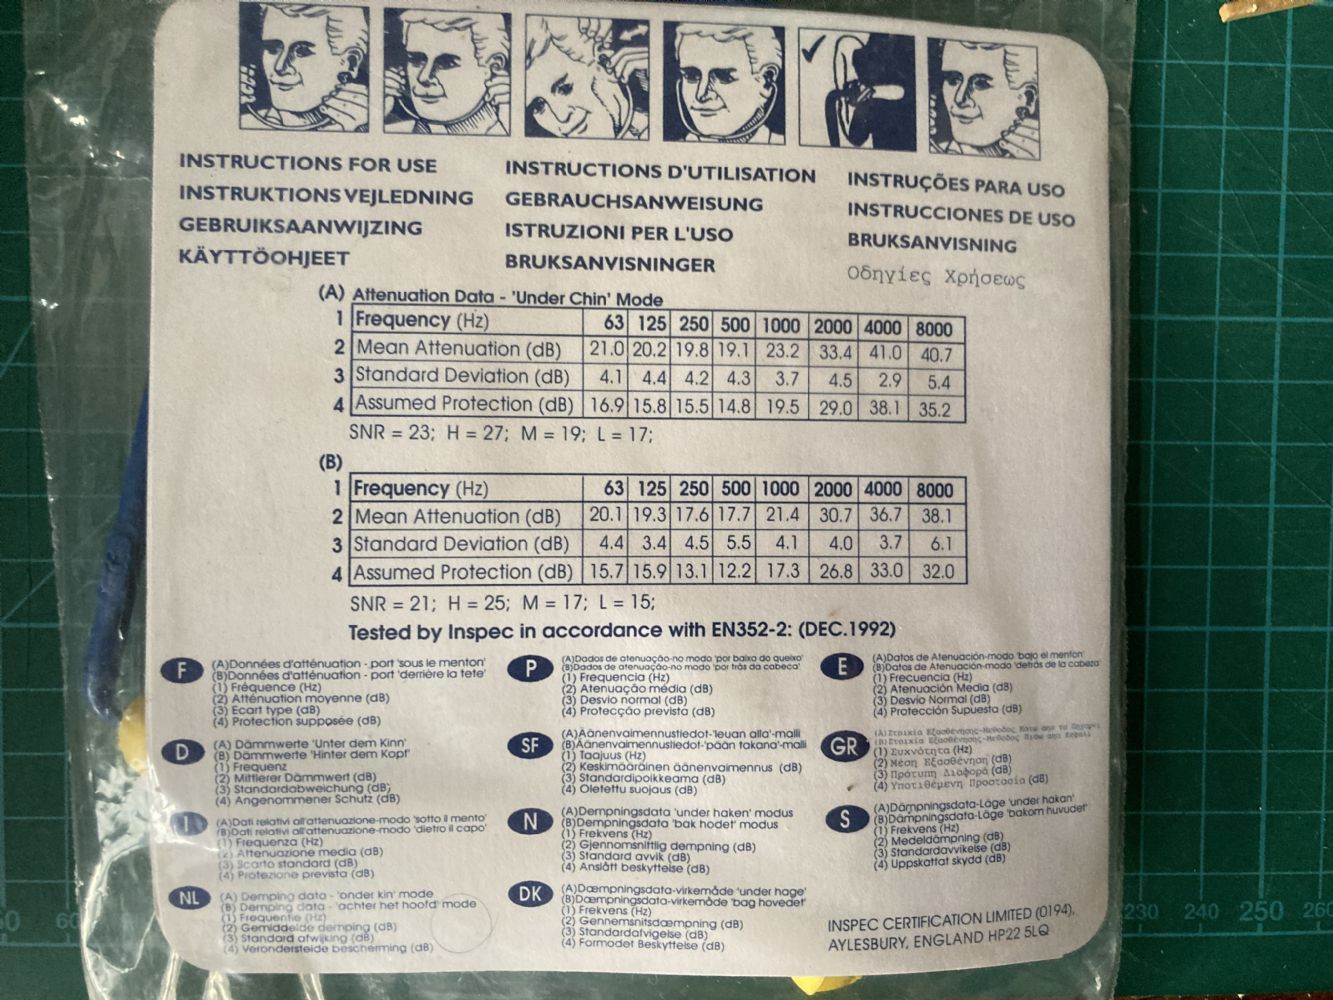 INSTRUCTIONS FOR USE
INSTRUKTIONS VEJLEDNING
GEBRUIKSAANWIJZING
KÄYTTÖOHJEET
INSTRUCTIONS D'UTILISATION
GEBRAUCHSANWEISUNG
ISTRUZIONI PER L'USO
BRUKSANVISNINGER
INSTRUÇÕES PARA USO
INSTRUCCIONES DE USO
BRUKSANVISNING
Οδηγίες Χρήσεως
(A) Attenuation Data - 'Under Chin' Mode
1 Frequency (Hz) 63 125 250 500 1000 2000 4000 8000
2 Mean Attenuation (dB) 21.0 20.2 19.8 19.1 23.2 33.4 41.0 40.7
3 Standard Deviation (dB) 4.1 4.4 4.2 4.3 3.7 4.5 2.9 5.4
4 Assumed Protection (dB) 16.9 15.8 15.5 14.8 19.5 29.0 38.1 35.2
SNR = 23; H = 27; M = 19; L = 17;
(B)
1 Frequency (Hz) 63 125 250 500 1000 2000 4000 8000
2 Mean Attenuation (dB) 20.1 19.3 17.6 17.7 21.4 30.7 36.7 38.1
3 Standard Deviation (dB) 4.4 3.4 4.5 5.5 4.1 4.0 3.7 6.1
4 Assumed Protection (dB) 15.7 15.9 13.1 12.2 17.3 26.8 33.0 32.0
SNR = 21; H = 25; M = 17; L = 15;
Tested by Inspec in accordance with EN352-2: (DEC.1992)
F
(A)Données d'atténuation - port 'sous le menton'
(B)Données d'atténuation - port 'derrière la tete'
(1) Fréquence (Hz)
(2) Atténuation moyenne (dB)
(3) Ecart type (dB)
(4) Protection supposée (dB)
D
(A) Dämmwerte 'Unter dem Kinn'
(B) Dämmwerte 'Hinter dem Kopf'
(1) Frequenz
(2) Mittlerer Dämmwert (dB)
(3) Standardabweichung (dB)
(4) Angenommener Schutz (dB)
I
(A)Dati relativi all'attenuazione-modo 'sotto il mento'
(B)Dati relativi all'attenuazione-modo 'dietro il capo'
(1) Frequenza (Hz)
(2) Attenuazione media (dB)
(3) Scarto standard (dB)
(4) Protezione prevista (dB)
NL
(A) Demping data - 'onder kin' mode
(B) Demping data - 'achter het hoofd' mode
(1) Frequentie (Hz)
(2) Gemiddelde demping (dB)
(3) Standard afwijking (dB)
(4) Veronderstelde bescherming (dB)
P
(A)Dados de atenuação-no modo 'por baixo do queixo'
(B)Dados de atenuação-no modo 'por trás da cabeca'
(1) Frequencia (Hz)
(2) Atenuação média (dB)
(3) Desvio normal (dB)
(4) Protecção prevista (dB)
SF
(A)Äänenvaimennustiedot-'leuan alla'-malli
(B)Äänenvaimennustiedot-'pään takana'-malli
(1) Taajuus (Hz)
(2) Keskimääräinen äänenvaimennus (dB)
(3) Standardipoikkeama (dB)
(4) Oletettu suojaus (dB)
N
(A)Dempningsdata 'under haken' modus
(B)Dempningsdata 'bak hodet' modus
(1) Frekvens (Hz)
(2) Gjennomsnittlig dempning (dB)
(3) Standard avvik (dB)
(4) Anslått beskyttelse (dB)
DK
(A)Dæmpningsdata-virkemåde 'under hage'
(B)Dæmpningsdata-virkemåde 'bag hovedet'
(1) Frekvens (Hz)
(2) Gennemsnitsdæmpning (dB)
(3) Standardafvigelse (dB)
(4) Formodet Beskyttelse (dB)
E
(A)Datos de Atenuación-modo 'bajo el menton'
(B)Datos de Atenuación-modo 'detrás de la cabeza'
(1) Frecuencia (Hz)
(2) Atenuación Media (dB)
(3) Desvio Normal (dB)
(4) Protección Supuesta (dB)
GR
(A)Στοιχεία Εξασθένησης-Μεθοδος
(B)Στοιχεία Εξασθένησης-Μεθοδος
(1) Συχνότητα (Hz)
(2) Μέση Εξασθένηση (dB)
(3) Πρότυπη Διαφορά (dB)
(4) Υποτιθέμενη Προστασία (dB)
S
(A)Dämpningsdata-Läge 'under hakan'
(B)Dämpningsdata-Läge 'bakom huvudet'
(1) Frekvens (Hz)
(2) Medeldämpning (dB)
(3) Standardavvikelse (dB)
(4) Uppskattat skydd (dB)
INSPEC CERTIFICATION LIMITED (0194),
AYLESBURY, ENGLAND HP22 5LQ
230 240 250